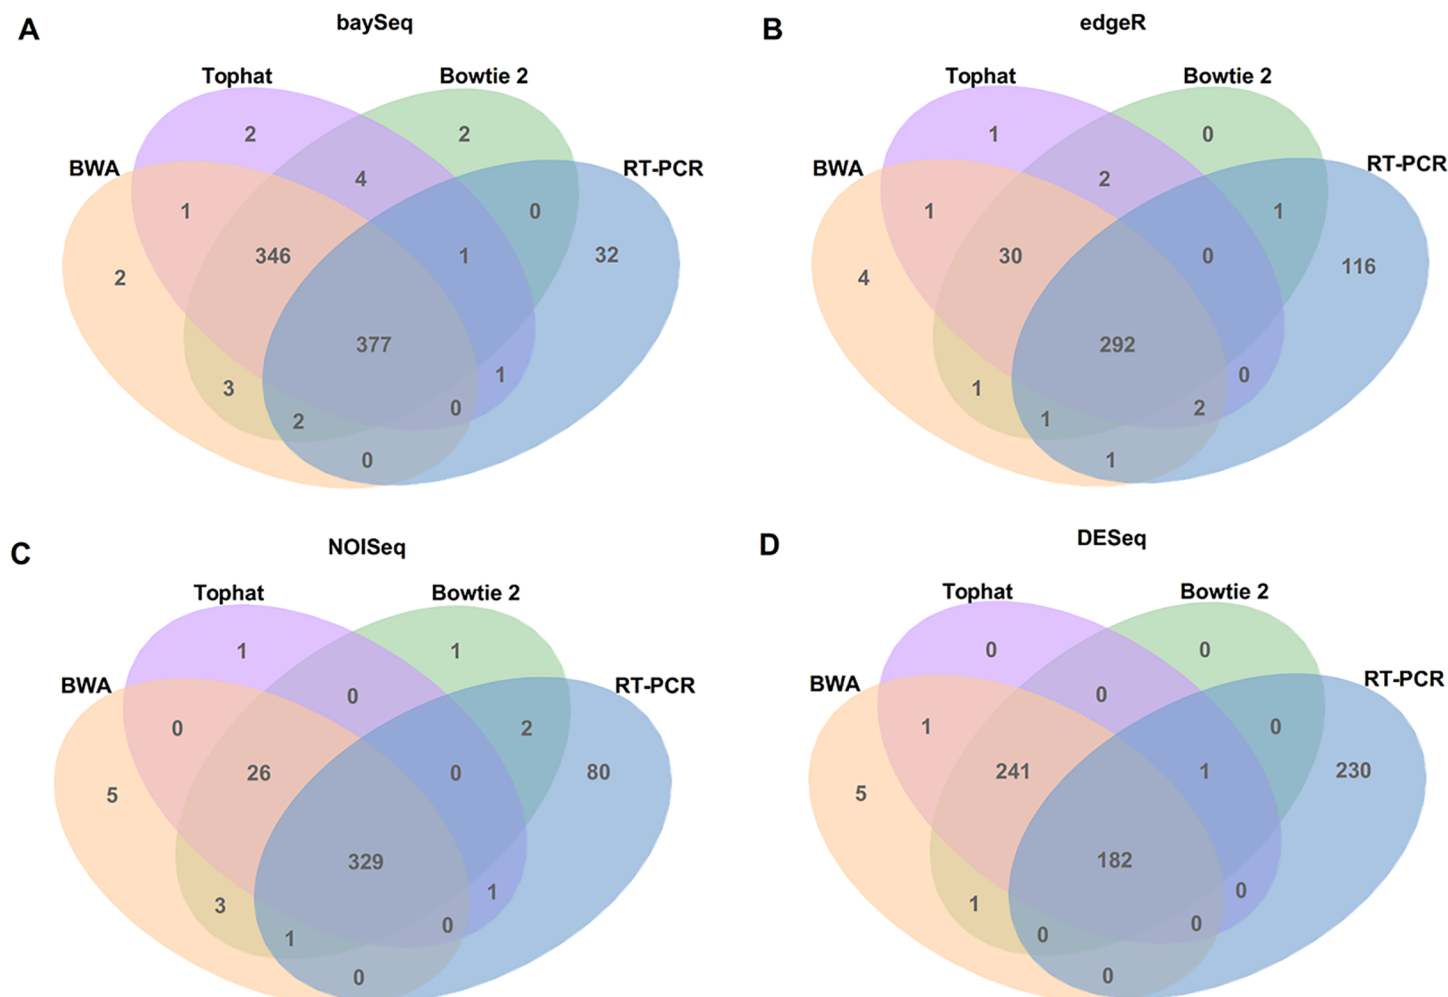 A baySeq
Tophat Bowtie 2
BWA RT-PCR
2 2
4
1 0
346 1 32
2
377
3 1
2 0
0
B edgeR
Tophat Bowtie 2
BWA RT-PCR
1 0
2
1 1
30 0 116
4
292
1 0
1 2
1
C NOISeq
Tophat Bowtie 2
BWA RT-PCR
1 1
0
0 2
26 0 80
5
329
3 1
1 0
0
D DESeq
Tophat Bowtie 2
BWA RT-PCR
0 0
0
1 0
241 1 230
5
182
1 0
0 0
0